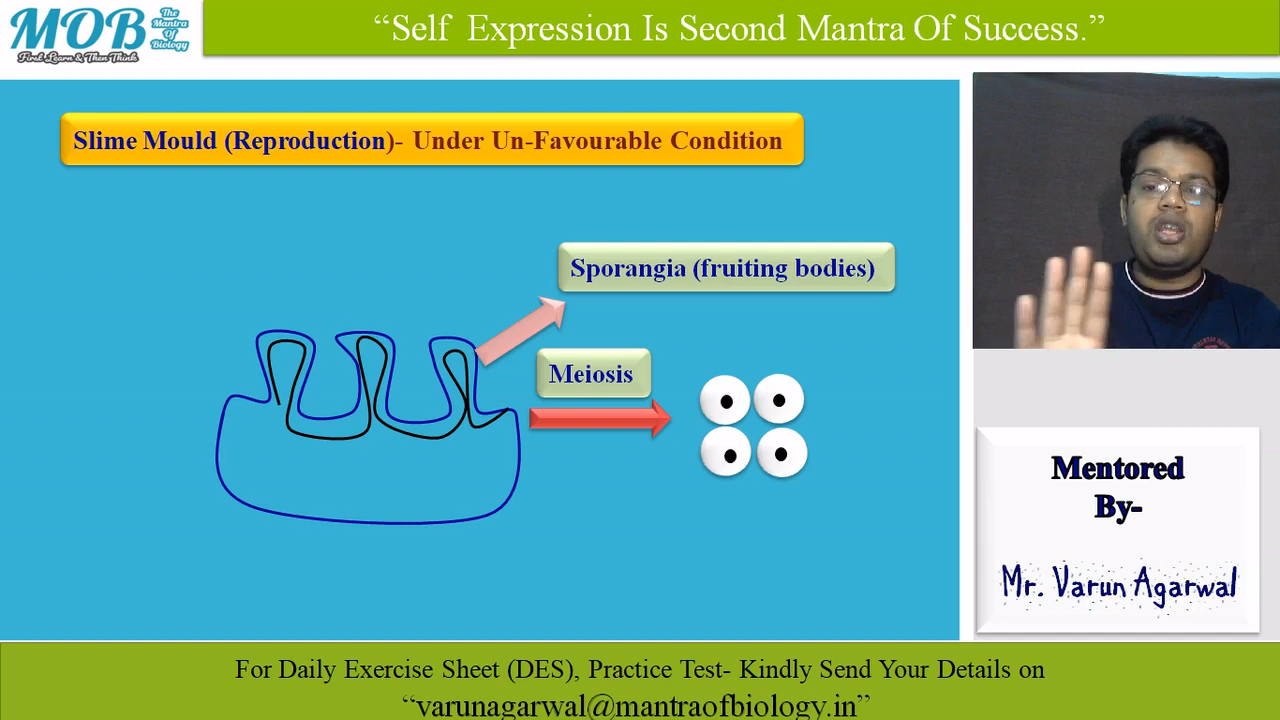 MOB
The
Mantra
Of
Biology
First Learn & Then Think
“Self Expression Is Second Mantra Of Success.”
Slime Mould (Reproduction)- Under Un-Favourable Condition
Sporangia (fruiting bodies)
Meiosis
Mentored
By-
Mr. Varun Agarwal
For Daily Exercise Sheet (DES), Practice Test- Kindly Send Your Details on
“varunagarwal@mantraofbiology.in”